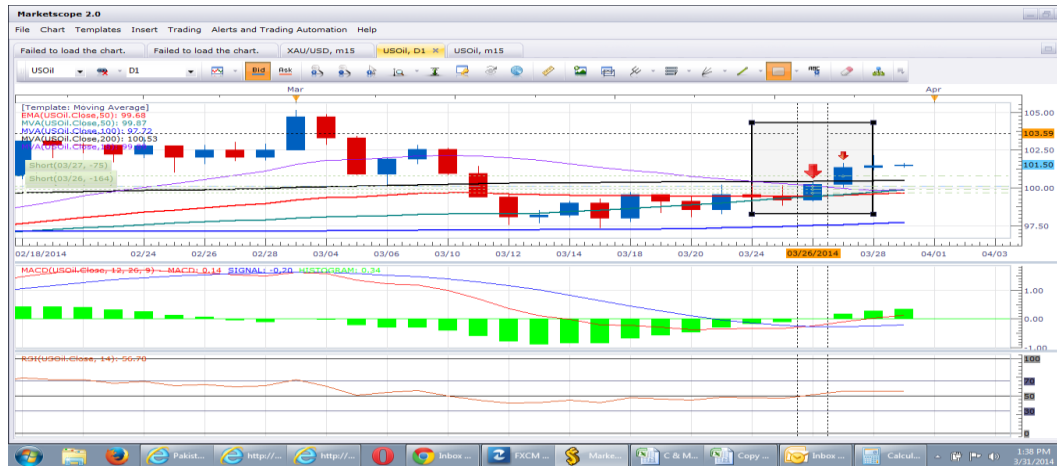 Marketscope 2.0
File Chart Templates Insert Trading Alerts and Trading Automation Help
Failed to load the chart. Failed to load the chart. XAU/USD, m15 USOil, D1 USOil, m15
USOil D1 Bid Ask
Mar Apr
[Template: Moving Average]
EMA(USOil.Close,50): 99.68
MVA(USOil.Close,50): 99.87
MVA(USOil.Close,100): 97.72
MVA(USOil.Close,200): 100.53
Short(03/27, -75)
Short(03/26, -164)
105.00
103.59
102.50
101.50
100.00
97.50
02/18/2014 02/24 02/26 02/28 03/04 03/06 03/10 03/12 03/14 03/18 03/20 03/24 03/26/2014 03/28 04/01 04/03
MACD(USOil.Close, 12, 26, 9) - MACD: 0.14 SIGNAL: -0.20 HISTOGRAM: 0.34
1.00
0.00
-1.00
RSI(USOil.Close, 14): 56.70
100
70
50
30
0
Pakist... http://... http://... Inbox ... FXCM ... Marke... C & M... Copy ... Inbox ... Calcul...
1:38 PM
3/31/2014